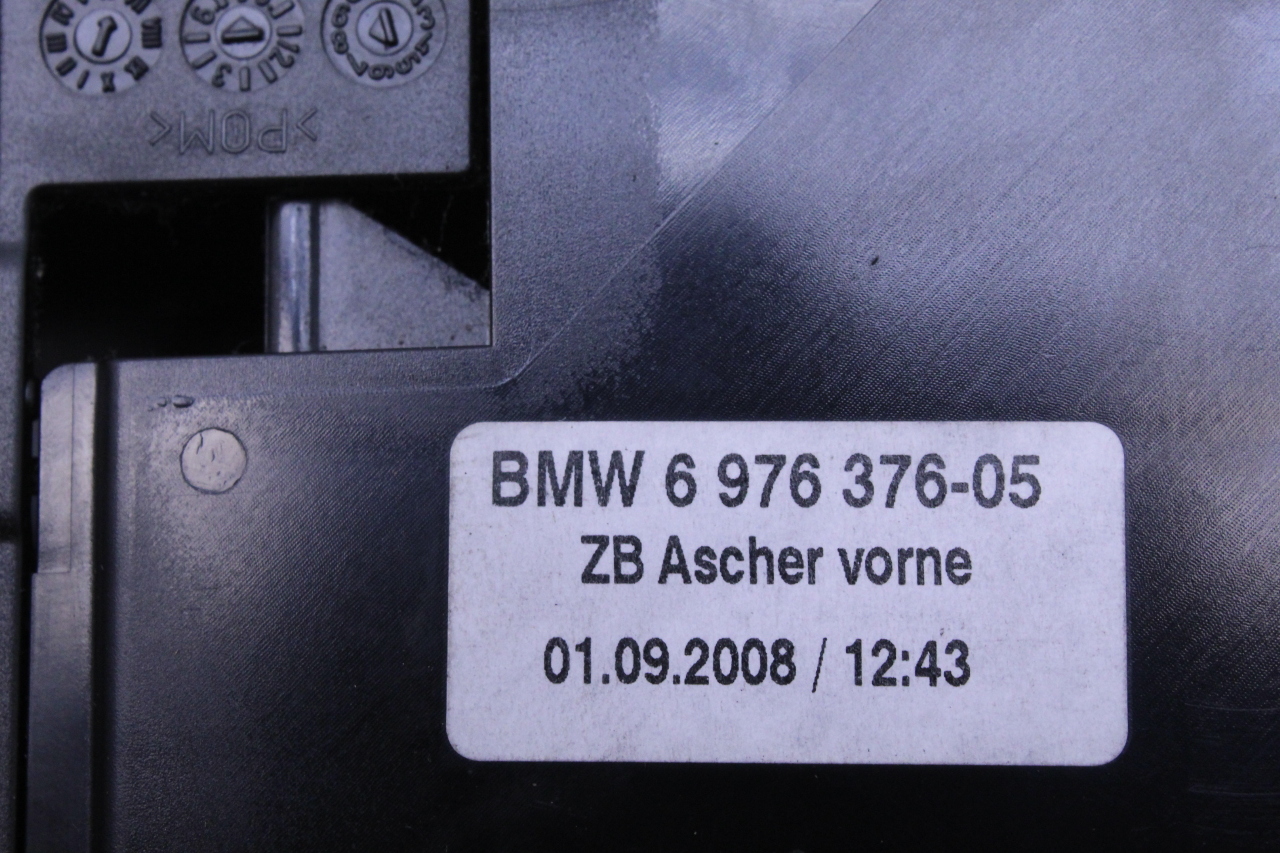 >POM<
BMW 6 976 376-05
ZB Ascher vorne
01.09.2008 / 12:43